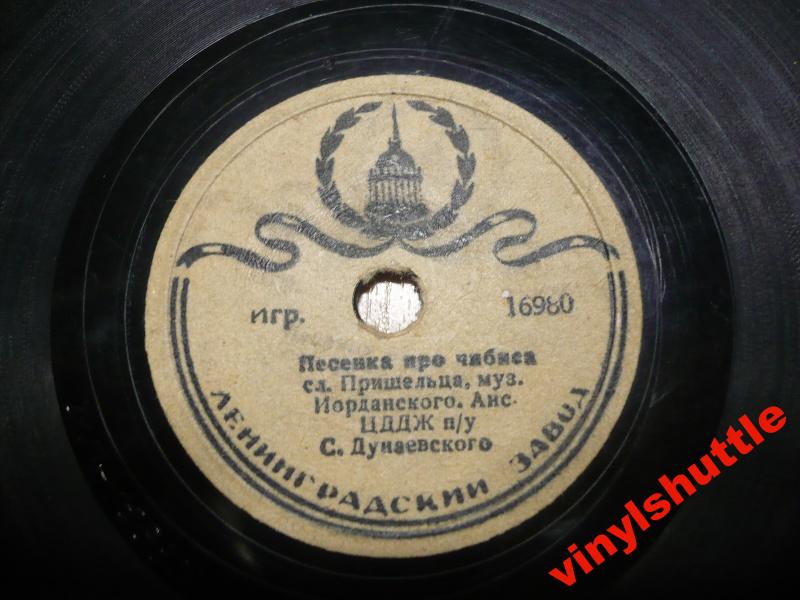 игр. 16980
Песенка про чибиса
сл. Пришельца, муз.
Иорданского. Анс.
ЦДДЖ п/у
С. Дунаевского
ЛЕНИНГРАДСКИЙ ЗАВОД
vinylshuttle